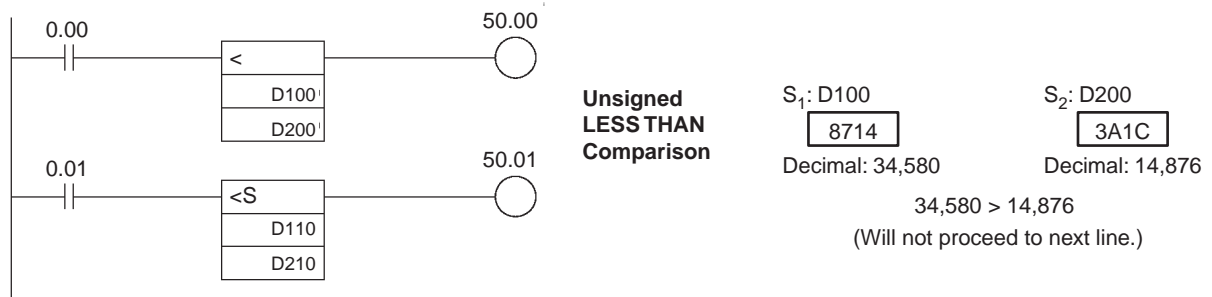 0.00
50.00
<
D100
D200
0.01
50.01
<S
D110
D210
Unsigned
LESS THAN
Comparison
S1: D100
8714
Decimal: 34,580
S2: D200
3A1C
Decimal: 14,876
34,580 > 14,876
(Will not proceed to next line.)